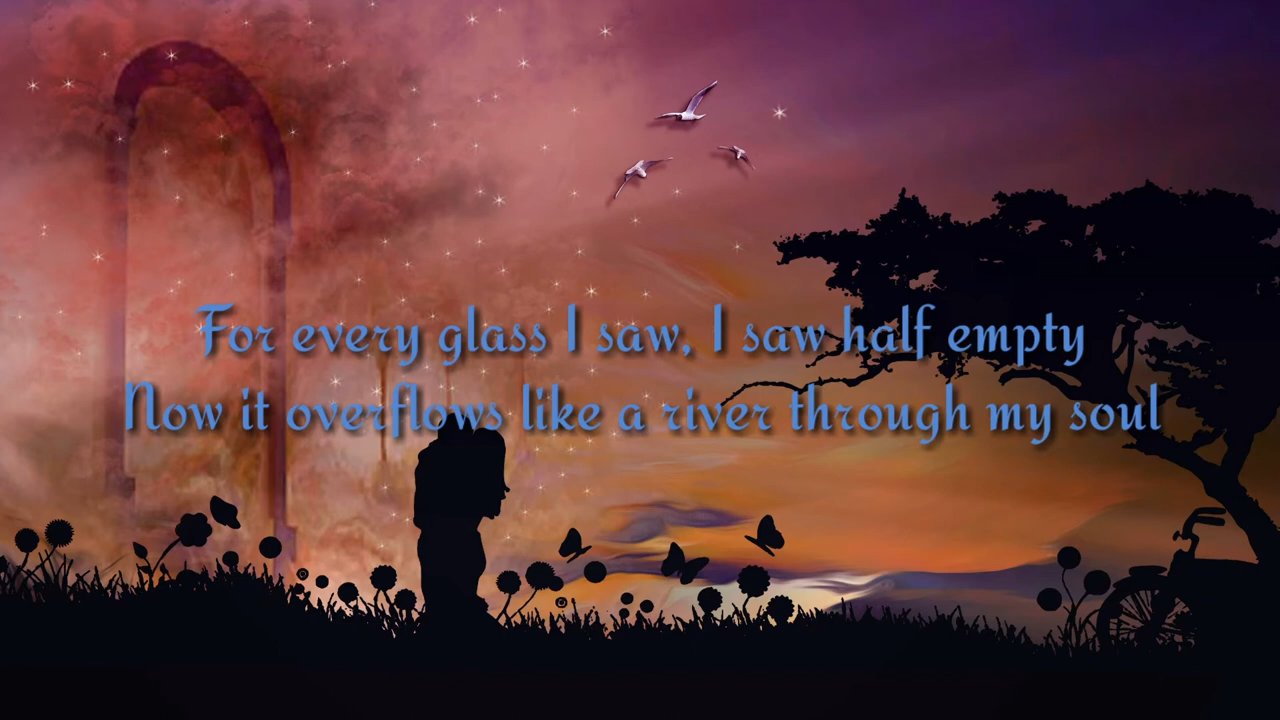 For every glass I saw, I saw half empty
Now it overflows like a river through my soul